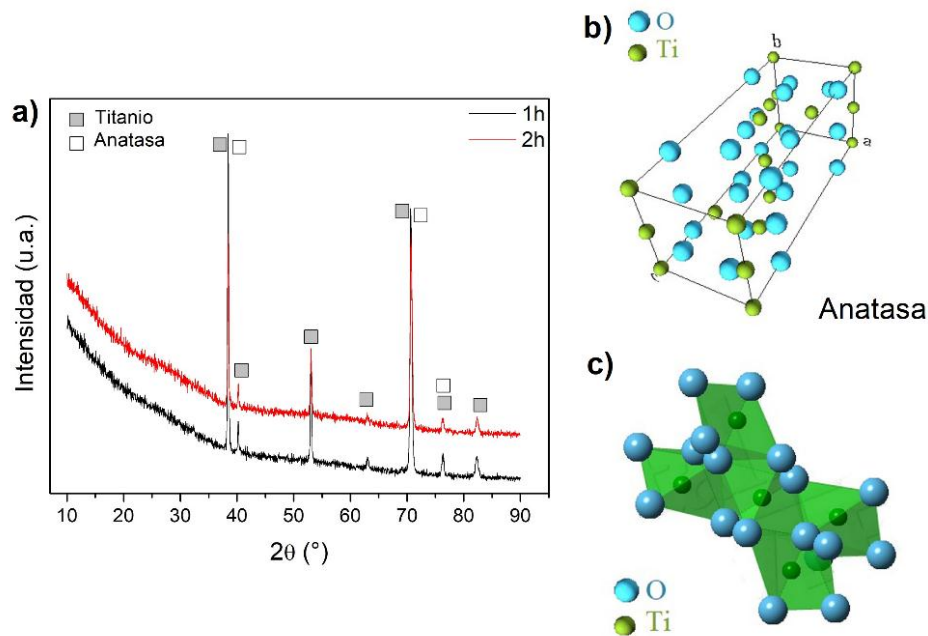 a)
Intensidad (u.a.)
Titanio
Anatasa
1h
2h
10 20 30 40 50 60 70 80 90
2θ (°)
b)
O
Ti
b
a
c
Anatasa
c)
O
Ti